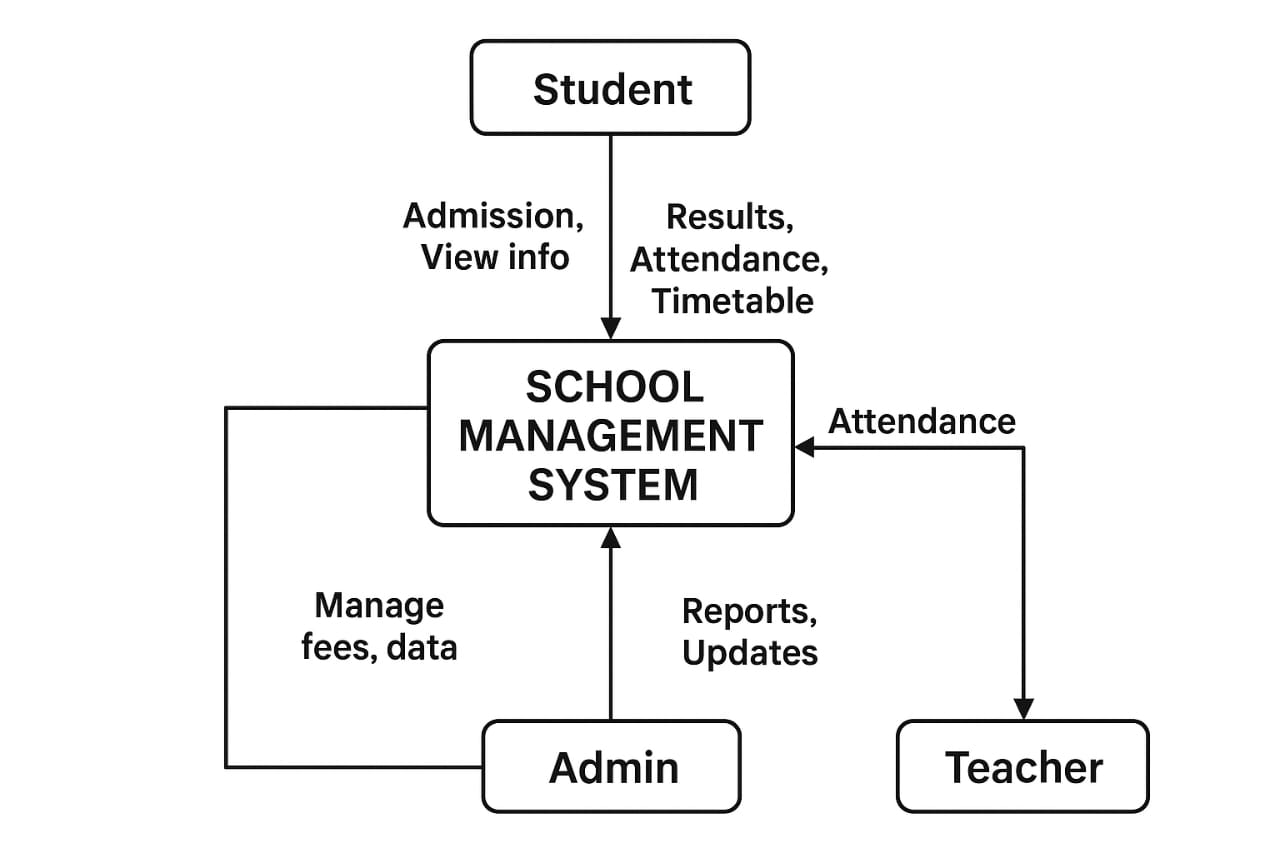 Student
Admission,
View info
Results,
Attendance,
Timetable
SCHOOL
MANAGEMENT
SYSTEM
Attendance
Manage
fees, data
Reports,
Updates
Admin
Teacher